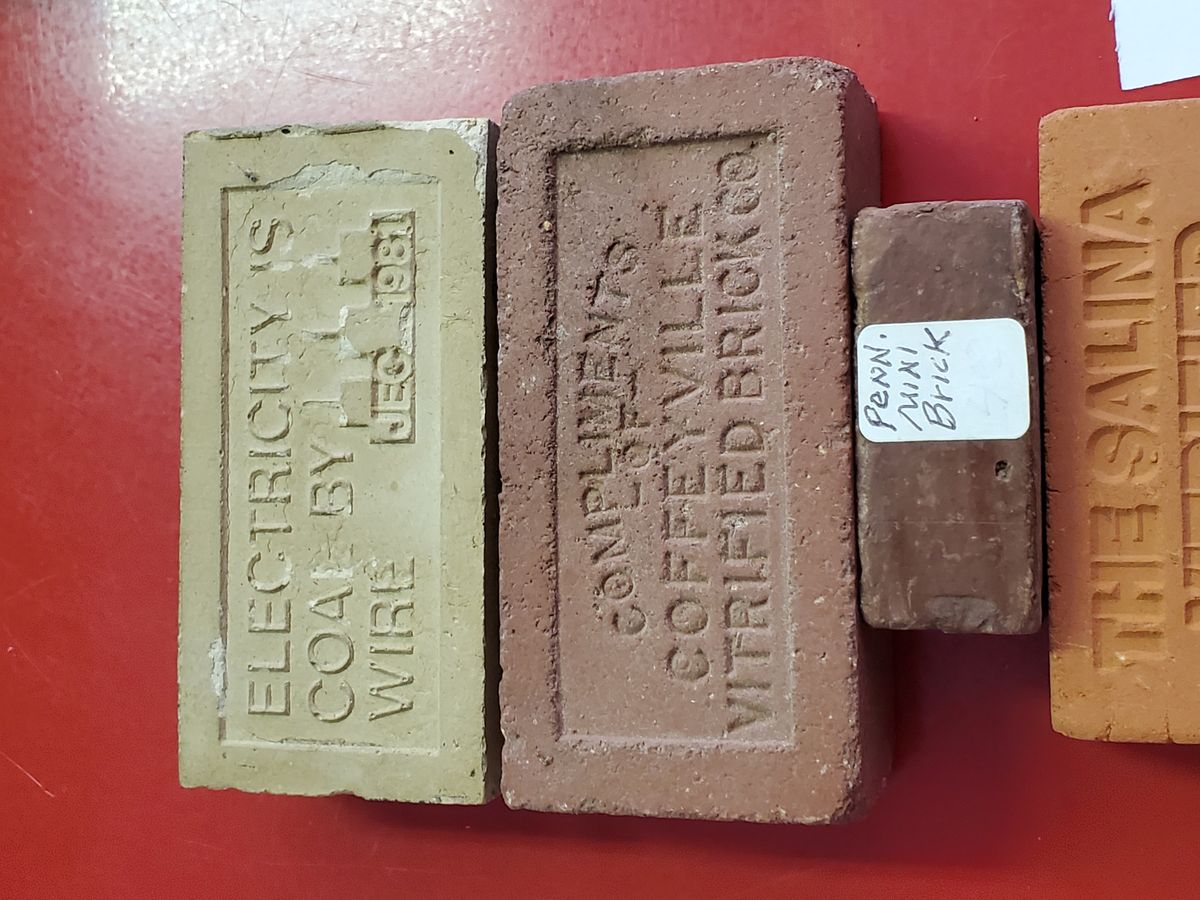 ELECTRICITY IS
COAL BY
WIRE
JEC 1981
COMPLIMENTS
OF
COFFEYVILLE
VITRIFIED BRICK CO
Penn.
Mini
Brick
THE SALINA